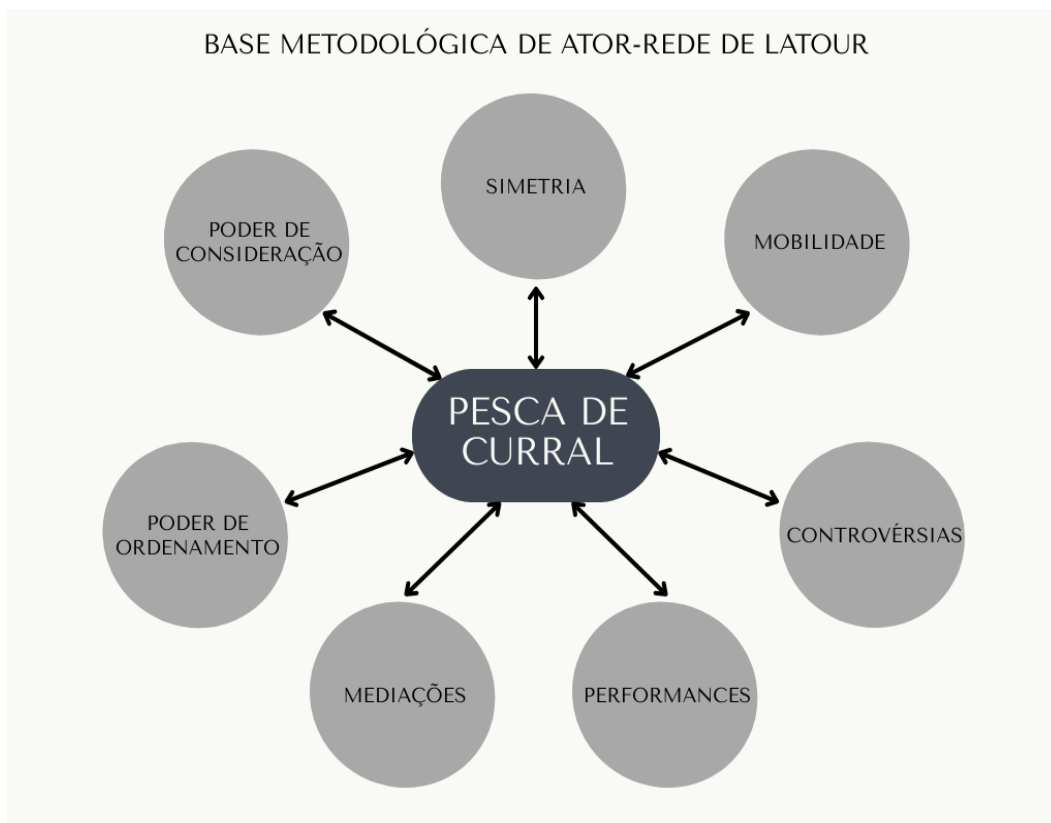 BASE METODOLÓGICA DE ATOR-REDE DE LATOUR
SIMETRIA
PODER DE
CONSIDERAÇÃO
MOBILIDADE
PESCA DE
CURRAL
PODER DE
ORDENAMENTO
CONTROVÉRSIAS
MEDIAÇÕES
PERFORMANCES